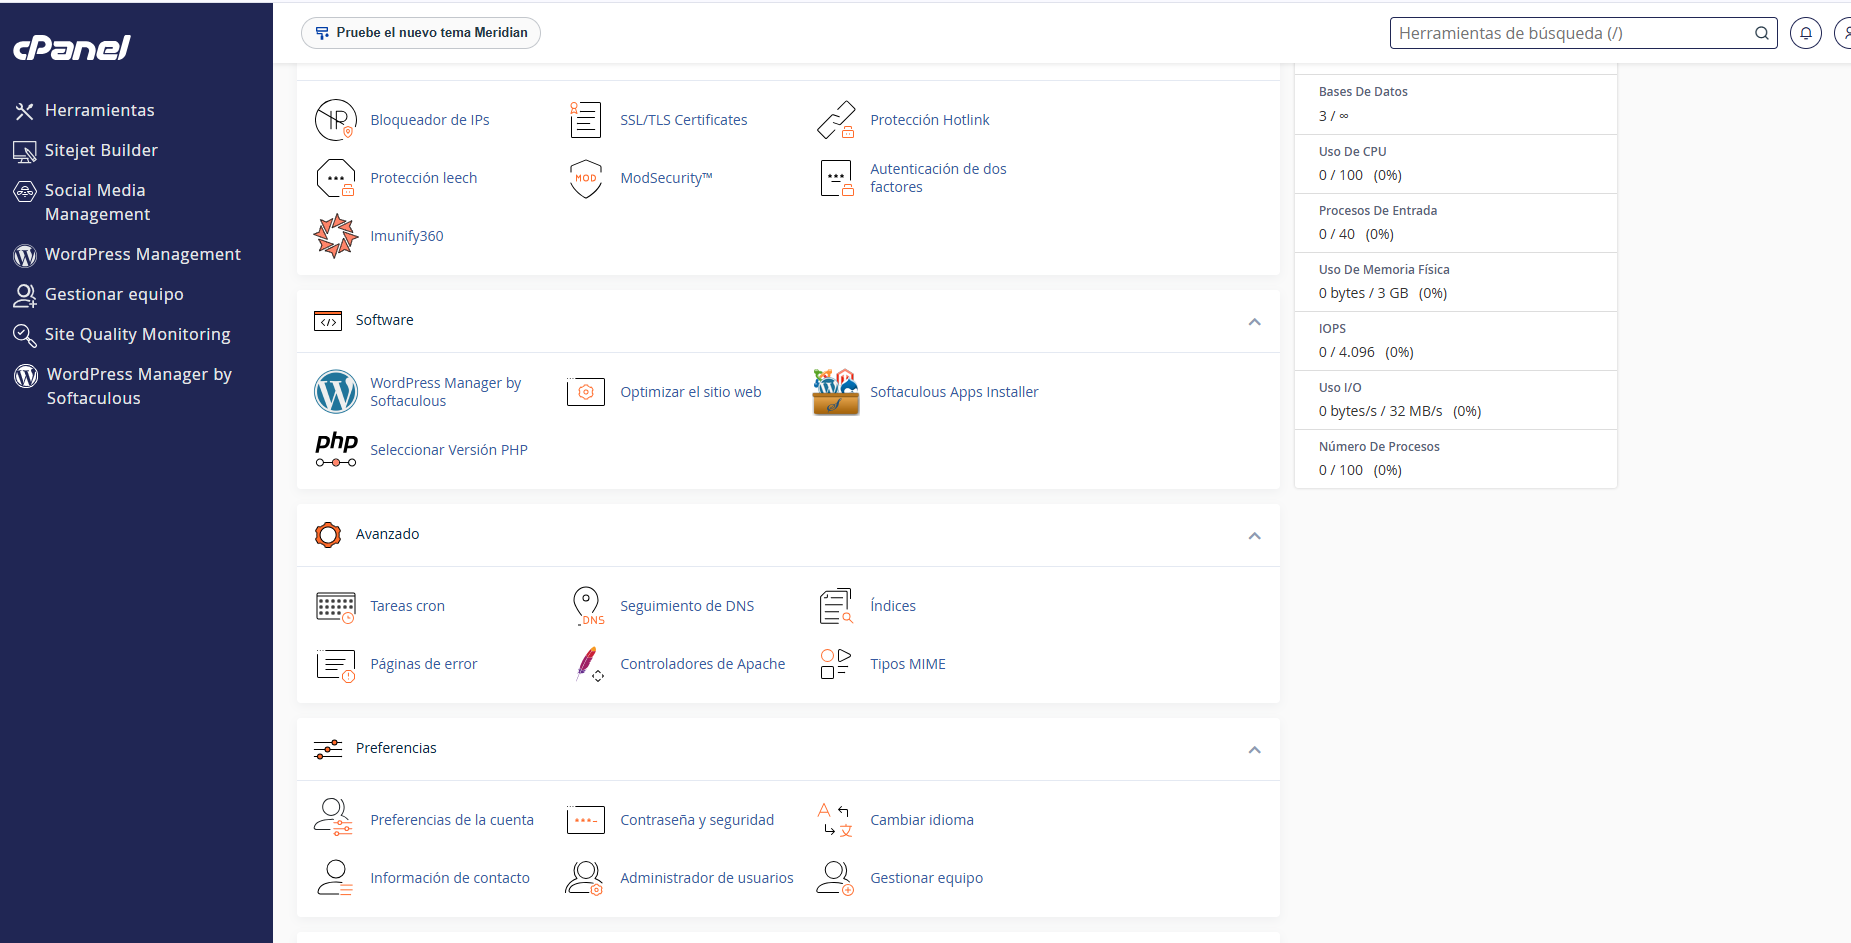 cPanel
Herramientas
Sitejet Builder
Social Media
Management
WordPress Management
Gestionar equipo
Site Quality Monitoring
WordPress Manager by
Softaculous
Pruebe el nuevo tema Meridian
Herramientas de búsqueda (/)
IP
Bloqueador de IPs
SSL/TLS Certificates
Protección Hotlink
Protección leech
MOD
ModSecurity™
Autenticación de dos
factores
Imunify360
Software
WordPress Manager by
Softaculous
Optimizar el sitio web
Softaculous Apps Installer
php
Seleccionar Versión PHP
Avanzado
Tareas cron
DNS
Seguimiento de DNS
Índices
Páginas de error
Controladores de Apache
Tipos MIME
Preferencias
Preferencias de la cuenta
Contraseña y seguridad
A
文
Cambiar idioma
Información de contacto
Administrador de usuarios
Gestionar equipo
Bases De Datos
3 / ∞
Uso De CPU
0 / 100 (0%)
Procesos De Entrada
0 / 40 (0%)
Uso De Memoria Física
0 bytes / 3 GB (0%)
IOPS
0 / 4.096 (0%)
Uso I/O
0 bytes/s / 32 MB/s (0%)
Número De Procesos
0 / 100 (0%)